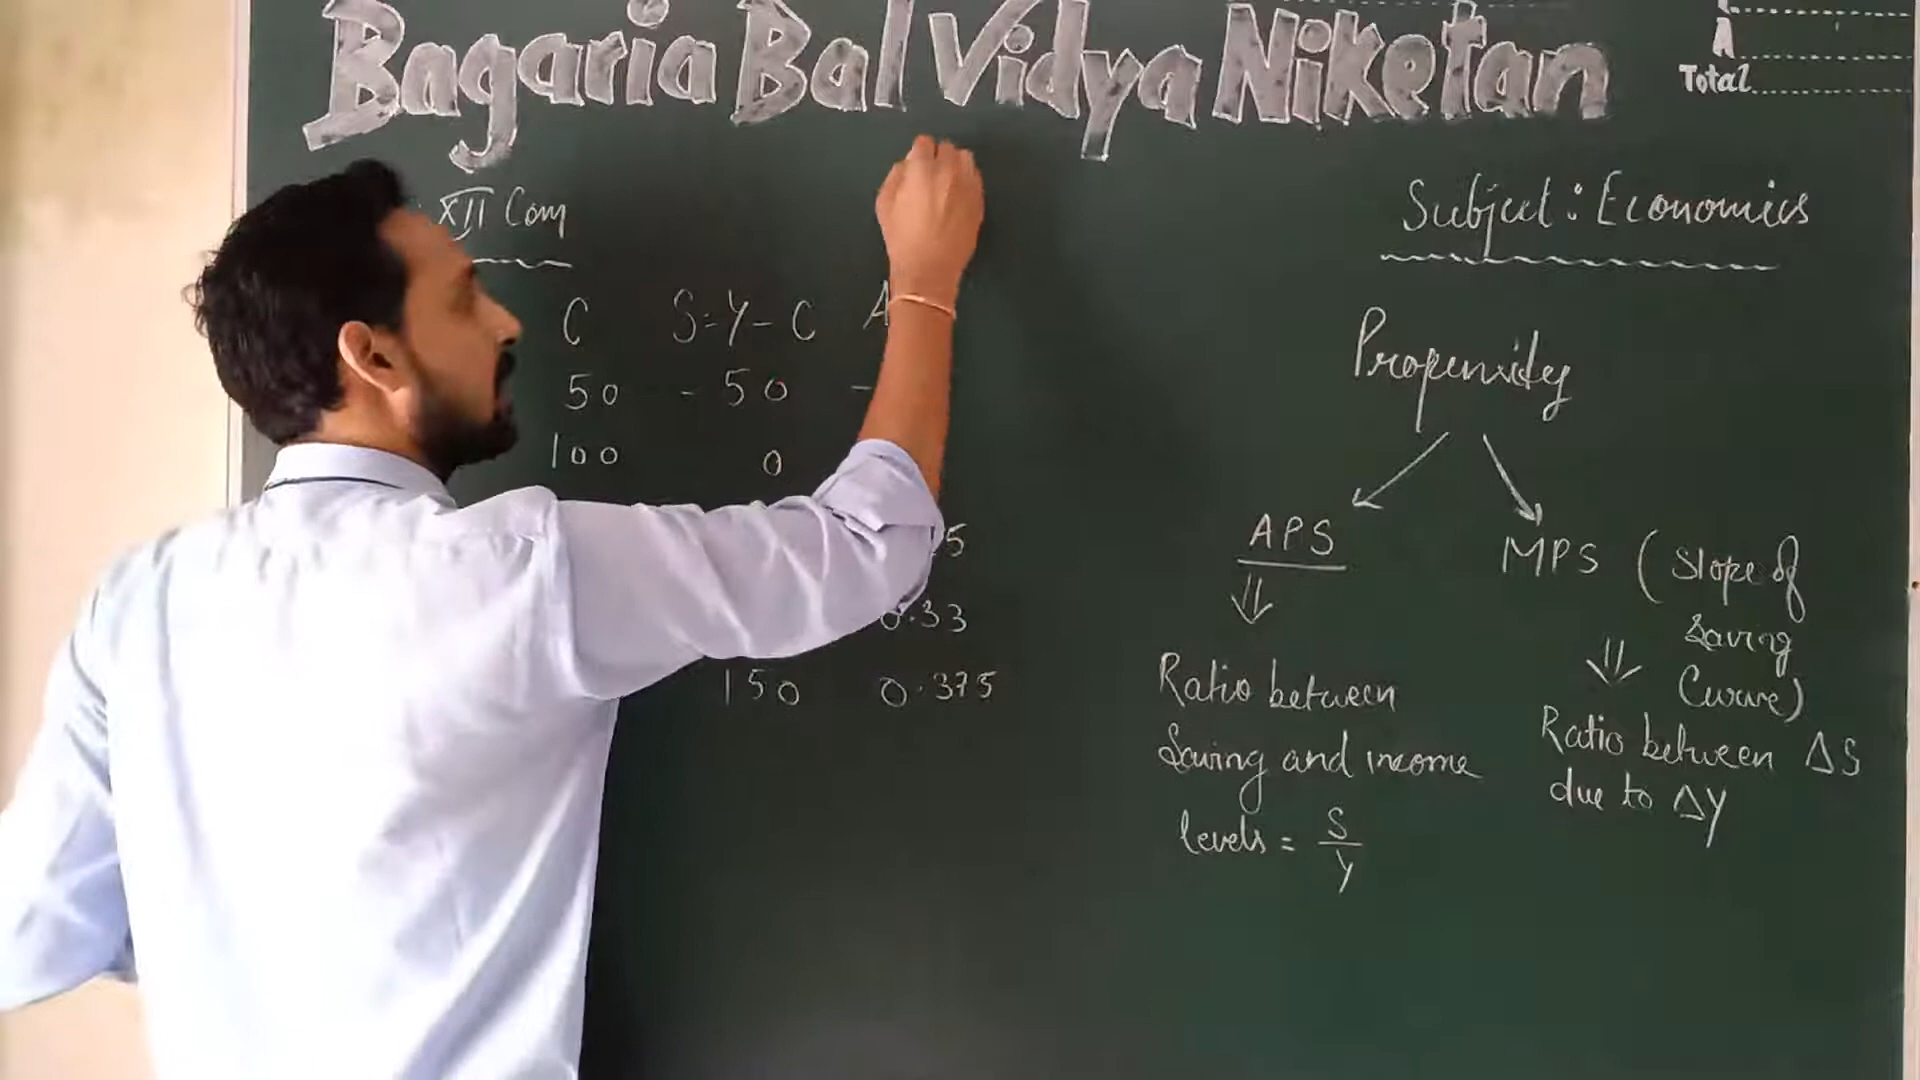 Bagaria Bal Vidya Niketan
A
Total
XII Com
Subject: Economics
C S=Y-C A
50 -50 -
100 0
5
0.33
150 0.375
Propensity
APS
MPS (Slope of
Saving
Curve)
Ratio between
Saving and income
levels = S/Y
Ratio between ΔS
due to ΔY